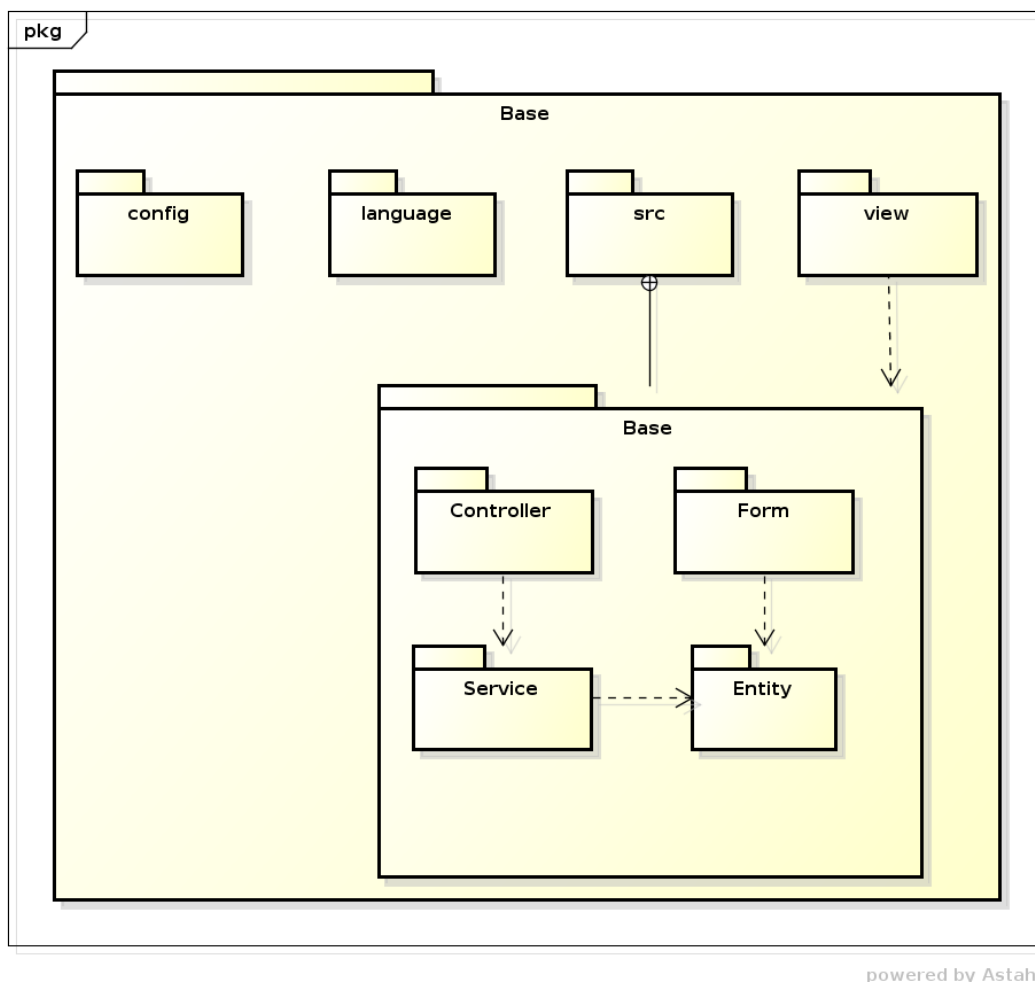 pkg
Base
config
language
src
view
Base
Controller
Form
Service
Entity
powered by Astah